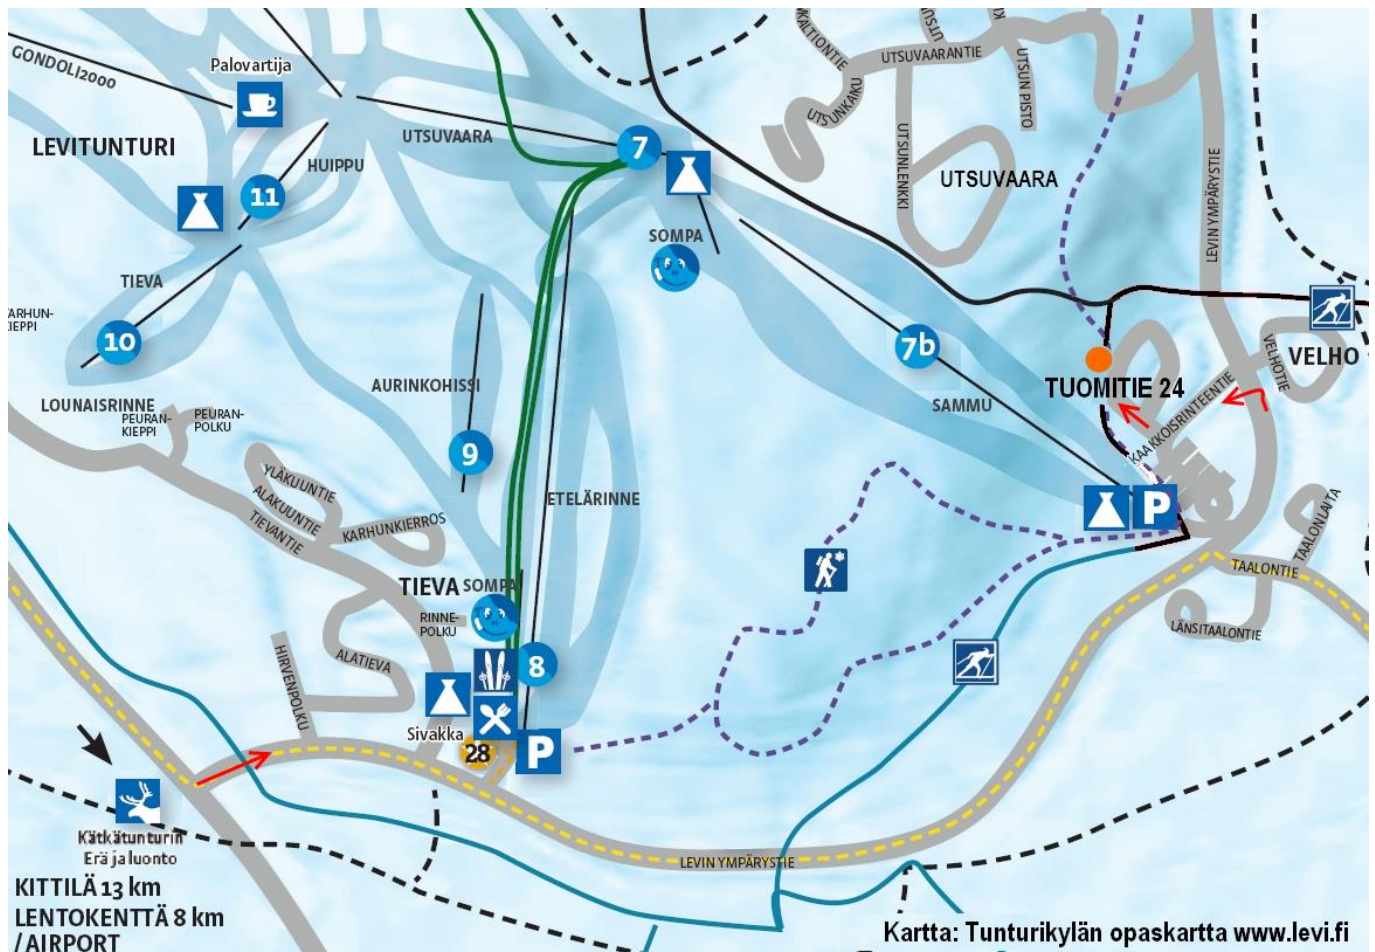 GONDOLI2000
Palovartija
LEVITUNTURI
HUIPPU
11
UTSUVAARA
7
SOMPA
TIEVA
10
LOUNAISRINNE
PEURAN-
KIEPPI
PEURAN-
POLKU
AURINKOHISSI
9
ETELÄRINNE
7b
SAMMU
UTSUVAARANTIE
UTSUNKAKU
UTSUN PISTO
UTSUNLENKKI
UTSUVAARA
LEVIN YMPÄRYSTIE
VELHOTIE
VELHO
TUOMITIE 24
KAAKKOISRINTEENTIE
P
TAALONTIE
TAALONLAITA
LÄNSITAALONTIE
YLÄKUUNTIE
ALAKUUNTIE
TIEVANTIE
KARHUNKIERROS
TIEVA
SOMPA
RINNE-
POLKU
ALATIEVA
HIRVENPOLKU
8
Sivakka
28
P
LEVIN YMPÄRYSTIE
Kätkätunturin
Erä ja luonto
KITTILÄ 13 km
LENTOKENTTÄ 8 km
/AIRPORT
Kartta: Tunturikylän opaskartta www.levi.fi